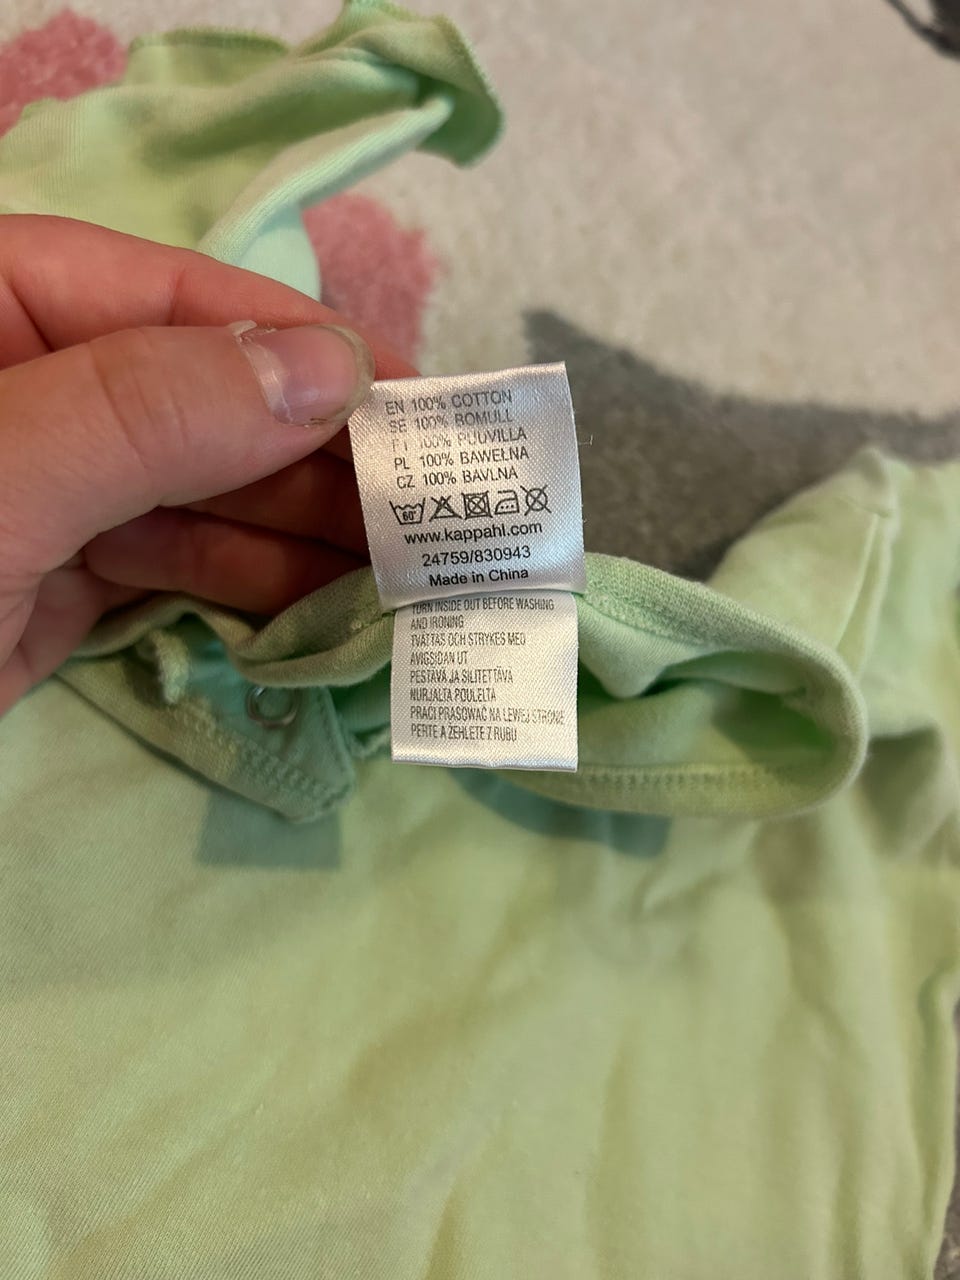 EN 100% COTTON
SE 100% BOMULL
FI 100% PUUVILLA
PL 100% BAWEŁNA
CZ 100% BAVLNA
60°
www.kappahl.com
24759/830943
Made in China
TURN INSIDE OUT BEFORE WASHING
AND IRONING
TVÄTTAS OCH STRYKES MED
AVIGSIDAN UT
PESTÄVÄ JA SILITETTÄVÄ
NURJALTA PUOLELTA
PRAĆ I PRASOWAĆ NA LEWEJ STRONIE
PERTE A ŽEHLETE Z RUBU